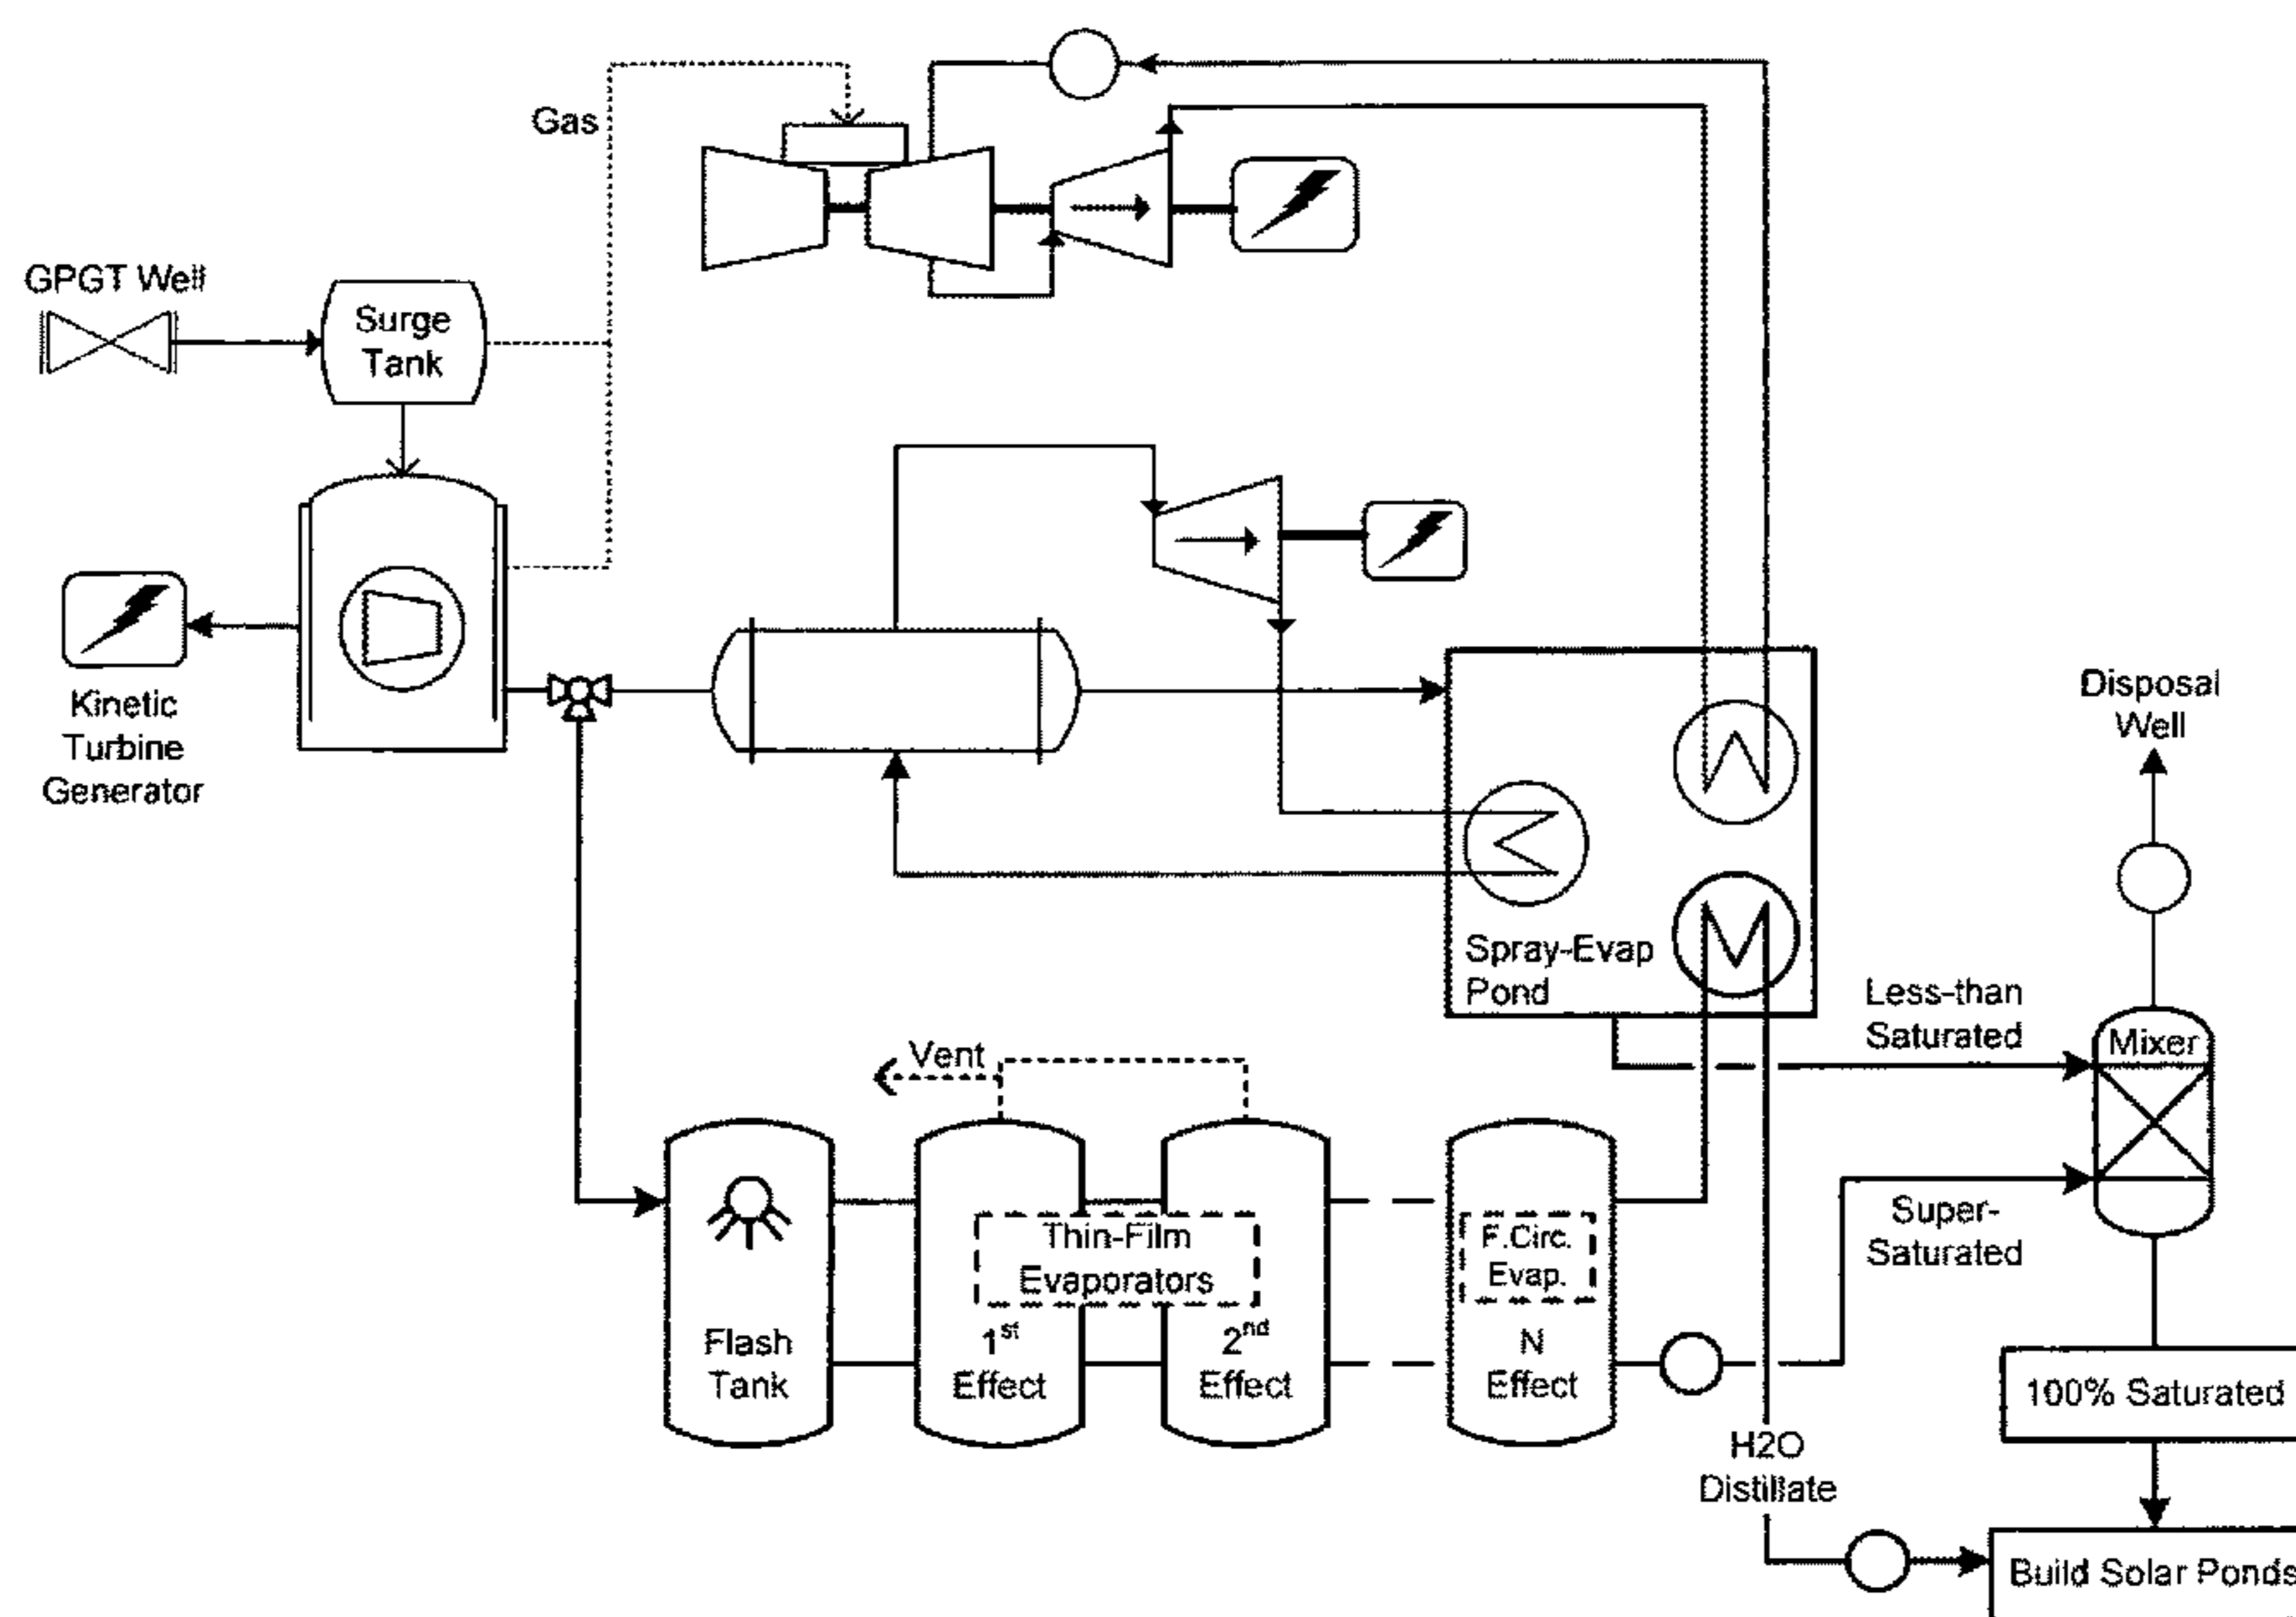 Gas
GPGT Well
Surge
Tank
Kinetic
Turbine
Generator
Disposal
Well
Spray-Evap
Pond
Less-than
Saturated
Mixer
Vent
Super-
Saturated
Thin-Film
Evaporators
F.Circ.
Evap.
Flash
Tank
1st
Effect
2nd
Effect
N
Effect
100% Saturated
H2O
Distillate
Build Solar Ponds